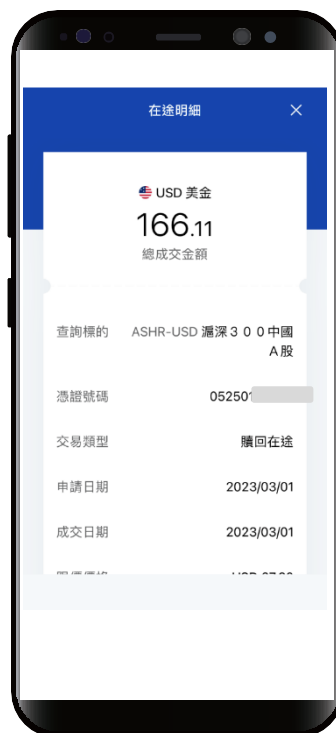 在途明細 ×
USD 美金
166.11
總成交金額
查詢標的 ASHR-USD 滬深３００中國
A股
憑證號碼 05250
交易類型 贖回在途
申請日期 2023/03/01
成交日期 2023/03/01